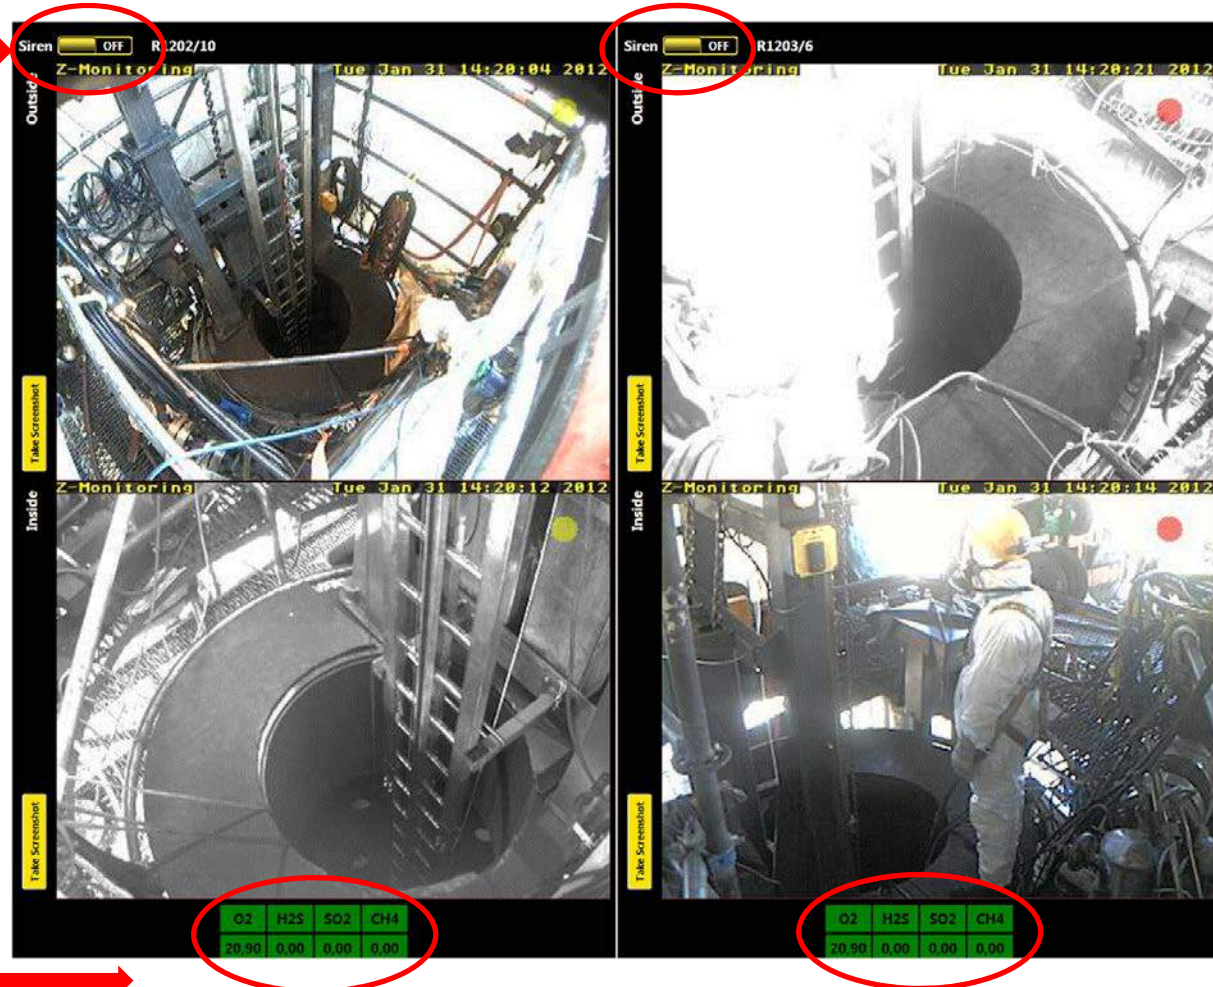 Siren OFF R1202/10
Z-Monitoring Tue Jan 31 14:20:04 2012
Outside
Take Screenshot
Z-Monitoring Tue Jan 31 14:20:12 2012
Inside
Take Screenshot
O2 H2S SO2 CH4
20,90 0,00 0,00 0,00
Siren OFF R1203/6
Z-Monitoring Tue Jan 31 14:20:21 2012
Outside
Take Screenshot
Z-Monitoring Tue Jan 31 14:20:14 2012
Inside
Take Screenshot
O2 H2S SO2 CH4
20,90 0,00 0,00 0,00